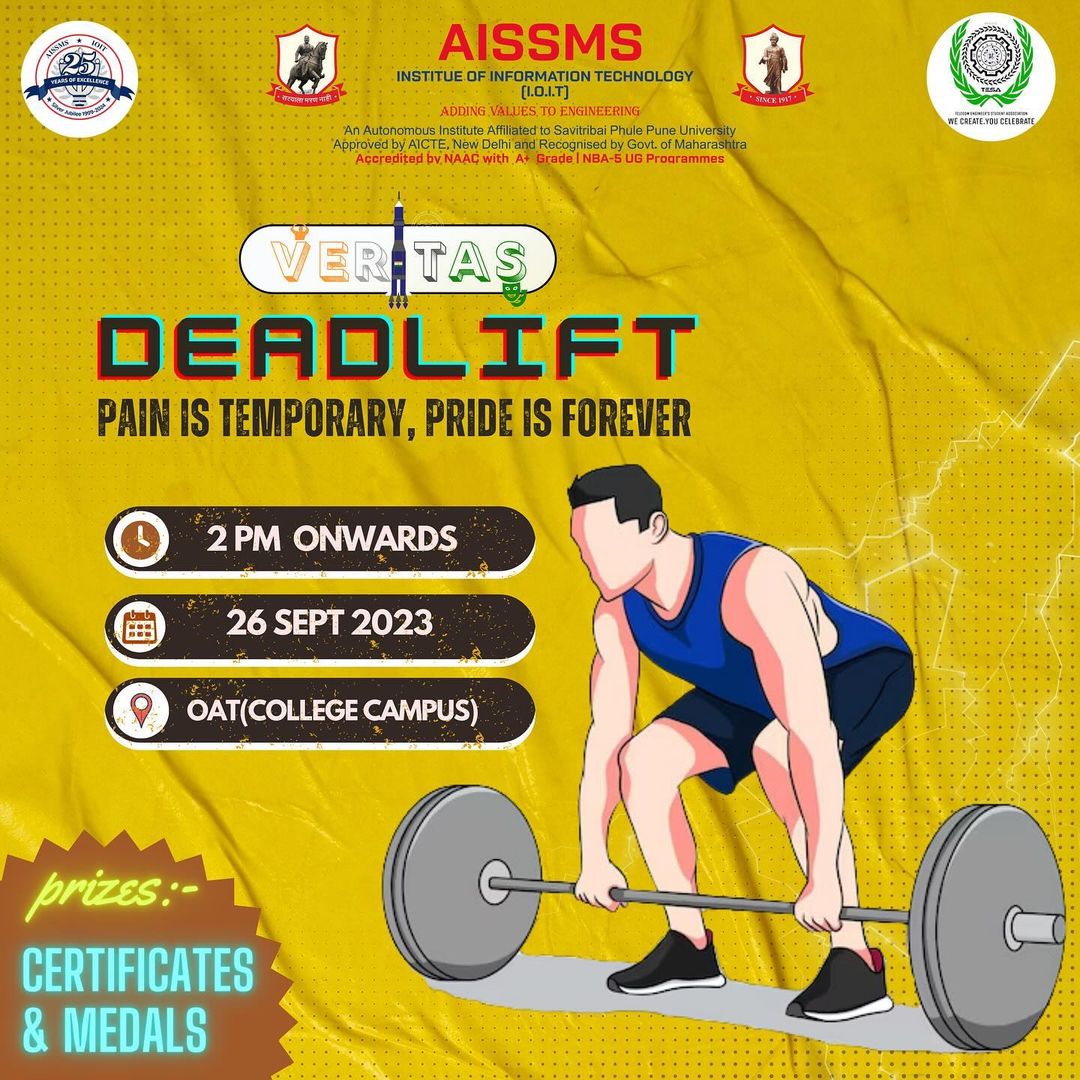 AISSMS IOIT
25
YEARS OF EXCELLENCE
Silver Jubilee 1999-2024
AISSMS
INSTITUE OF INFORMATION TECHNOLOGY
(I.O.I.T)
ADDING VALUES TO ENGINEERING
An Autonomous Institute Affiliated to Savitribai Phule Pune University
Approved by AICTE, New Delhi and Recognised by Govt. of Maharashtra
Accredited by NAAC with A+ Grade | NBA-5 UG Programmes
SINCE 1917
TESA
TELECOM ENGINEER'S STUDENT ASSOCIATION
WE CREATE.YOU CELEBRATE
VERITAS
DEADLIFT
PAIN IS TEMPORARY, PRIDE IS FOREVER
2 PM ONWARDS
26 SEPT 2023
OAT(COLLEGE CAMPUS)
prizes:-
CERTIFICATES
& MEDALS